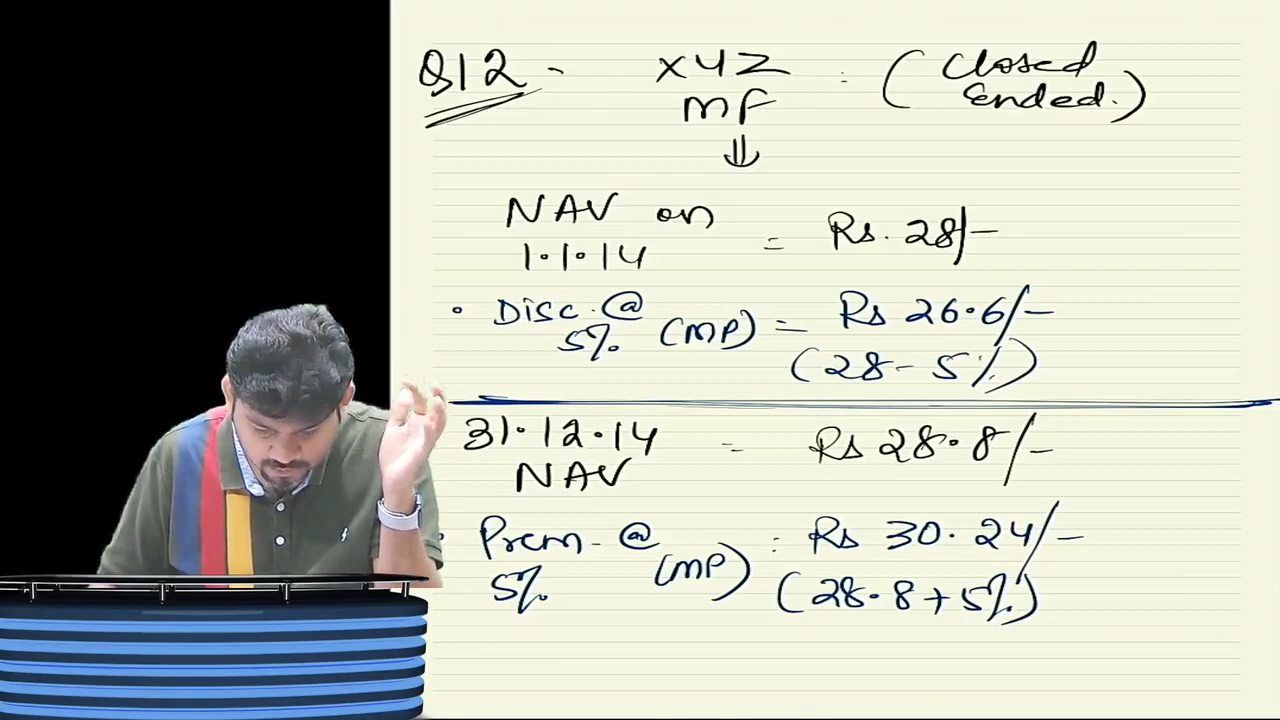 Q12 - XYZ : (Closed
MF Ended.)
⇓
NAV on
1.1.14 = Rs. 28/-
• Disc. @
5% (MP) = Rs 26.6/-
(28 - 5%)
31.12.14 = Rs 28.8/-
NAV
• Prem. @
5% (MP) : Rs 30.24/-
(28.8 + 5%)